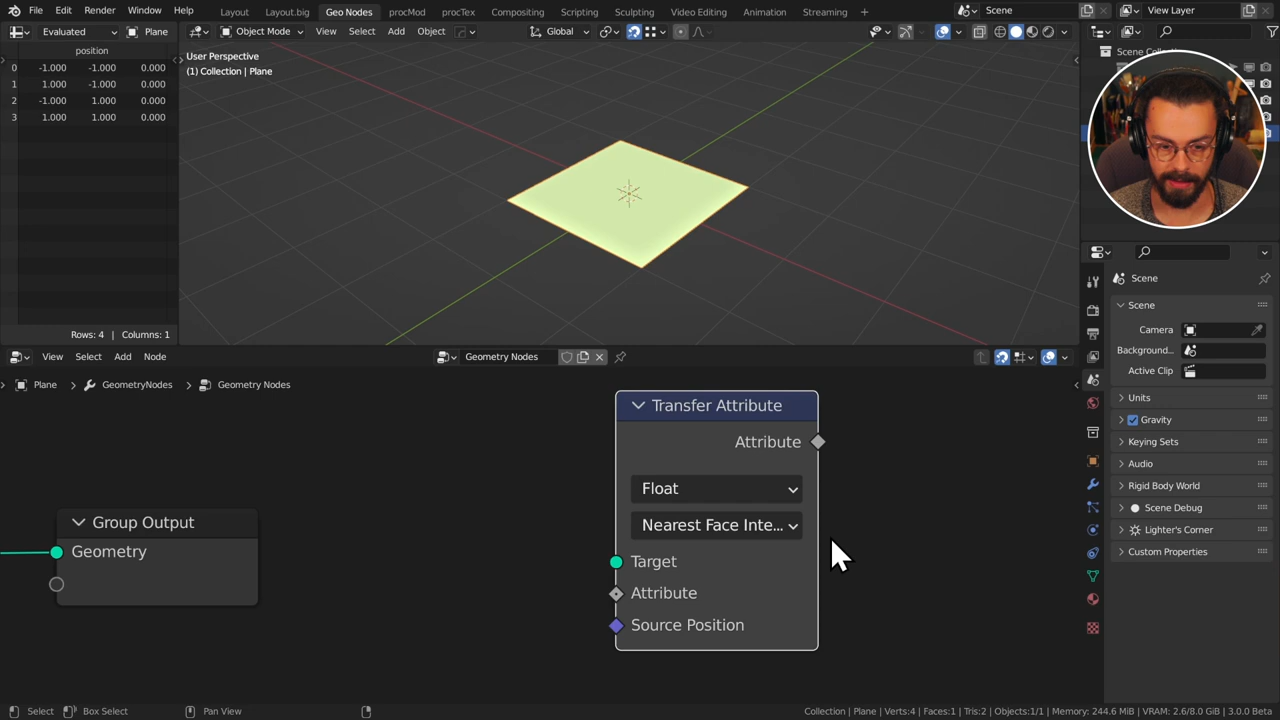 File Edit Render Window Help Layout Layout.big Geo Nodes procMod procTex Compositing Scripting Sculpting Video Editing Animation Streaming + Scene View Layer
Evaluated Plane
position
0 -1.000 -1.000 0.000
1 1.000 -1.000 0.000
2 -1.000 1.000 0.000
3 1.000 1.000 0.000
Rows: 4 | Columns: 1
Object Mode View Select Add Object Global
User Perspective
(1) Collection | Plane
Scene Collec
Scene
Scene
Camera
Background...
Active Clip
Units
Gravity
Keying Sets
Audio
Rigid Body World
Scene Debug
Lighter's Corner
Custom Properties
View Select Add Node Geometry Nodes
Plane GeometryNodes Geometry Nodes
Group Output
Geometry
Transfer Attribute
Attribute
Float
Nearest Face Inte...
Target
Attribute
Source Position
Select Box Select Pan View Collection | Plane | Verts:4 | Faces:1 | Tris:2 | Objects:1/1 | Memory: 244.6 MiB | VRAM: 2.6/8.0 GiB | 3.0.0 Beta